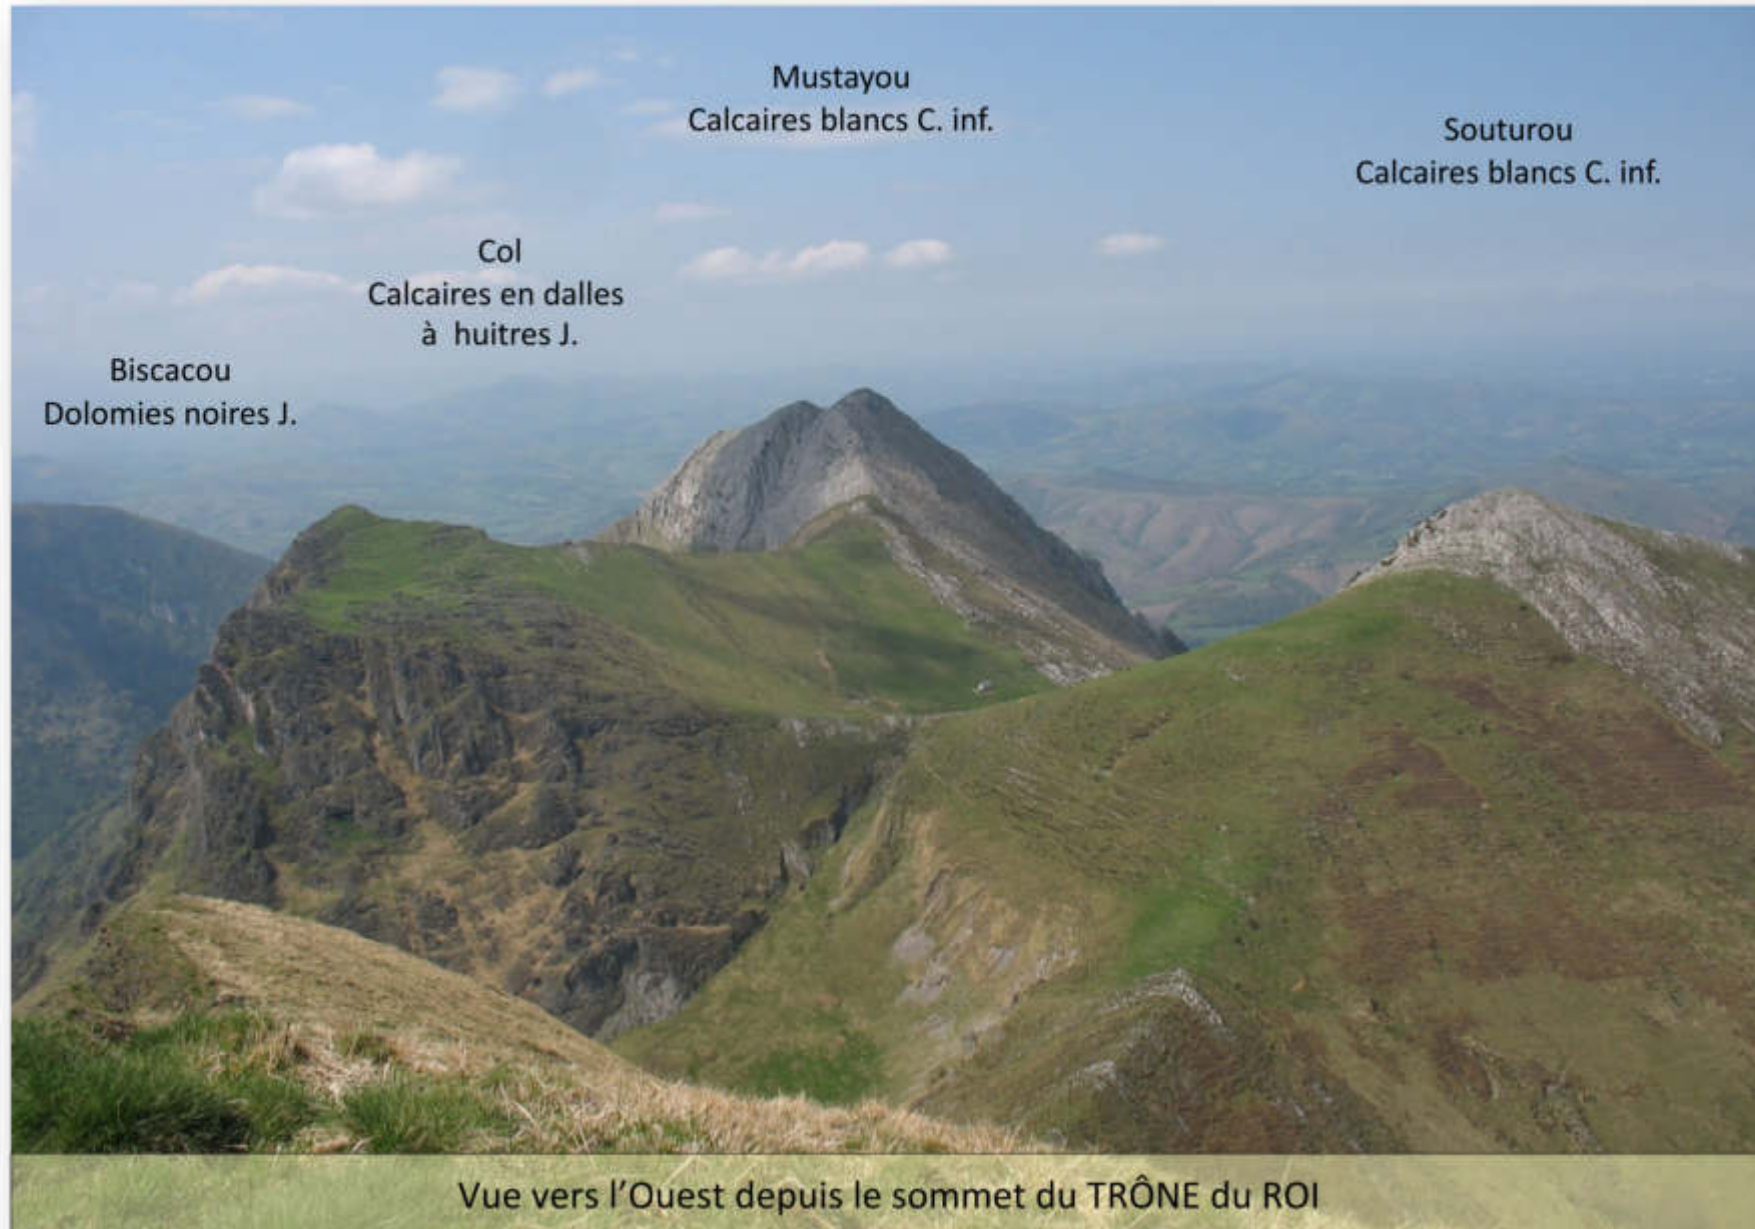 Mustayou
Calcaires blancs C. inf.
Souturou
Calcaires blancs C. inf.
Col
Calcaires en dalles
à huitres J.
Biscacou
Dolomies noires J.
Vue vers l'Ouest depuis le sommet du TRÔNE du ROI